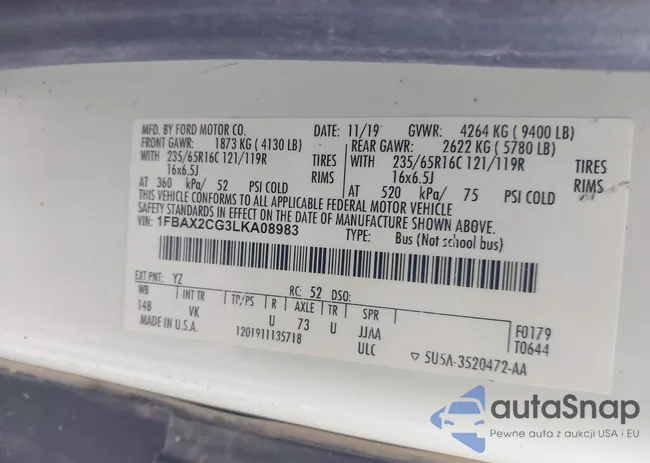 MFD. BY FORD MOTOR CO. DATE: 11/19 GVWR: 4264 KG ( 9400 LB)
FRONT GAWR: 1873 KG ( 4130 LB) REAR GAWR: 2622 KG ( 5780 LB)
WITH 235/65R16C 121/119R TIRES WITH 235/65R16C 121/119R TIRES
16x6.5J RIMS 16x6.5J RIMS
AT 360 kPa/ 52 PSI COLD AT 520 kPa/ 75 PSI COLD
THIS VEHICLE CONFORMS TO ALL APPLICABLE FEDERAL MOTOR VEHICLE
SAFETY STANDARDS IN EFFECT ON THE DATE OF MANUFACTURE SHOWN ABOVE.
VIN: 1FBAX2CG3LKA08983 TYPE: Bus (Not school bus)
EXT PNT: YZ RC: 52 DSO:
WB INT TR TP/PS R AXLE TR SPR
148 VK U 73 U JJAA F0179
MADE IN U.S.A. 1201911135718 ULC T0644
5U5A-3520472-AA
autaSnap
Pewne auta z aukcji USA i EU